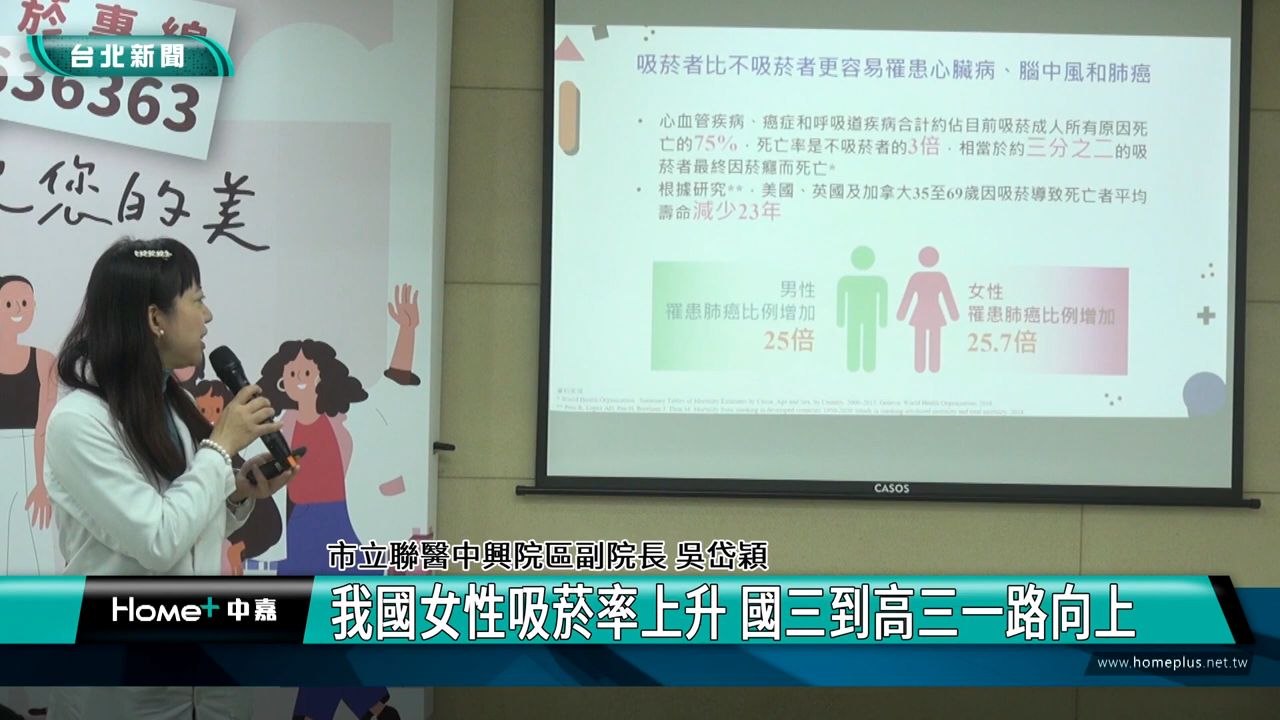 菸專線
台北新聞
636363
您的美
吸菸者比不吸菸者更容易罹患心臟病、腦中風和肺癌
• 心血管疾病、癌症和呼吸道疾病合計約佔目前吸菸成人所有原因死
亡的75%，死亡率是不吸菸者的3倍，相當於約三分之二的吸
菸者最終因菸癮而死亡*
• 根據研究**，美國、英國及加拿大35至69歲因吸菸導致死亡者平均
壽命減少23年
男性
罹患肺癌比例增加
25倍
女性
罹患肺癌比例增加
25.7倍
CASOS
市立聯醫中興院區副院長 吳岱穎
Home+中嘉
我國女性吸菸率上升 國三到高三一路向上
www.homeplus.net.tw